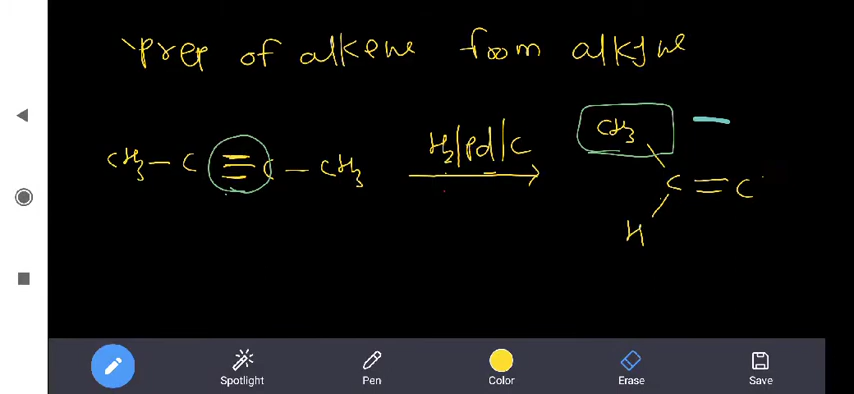 Prep of alkene from alkyne
CH3 – C ≡ C – CH3
H2/Pd/C
CH3
C = C
H
Spotlight
Pen
Color
Erase
Save